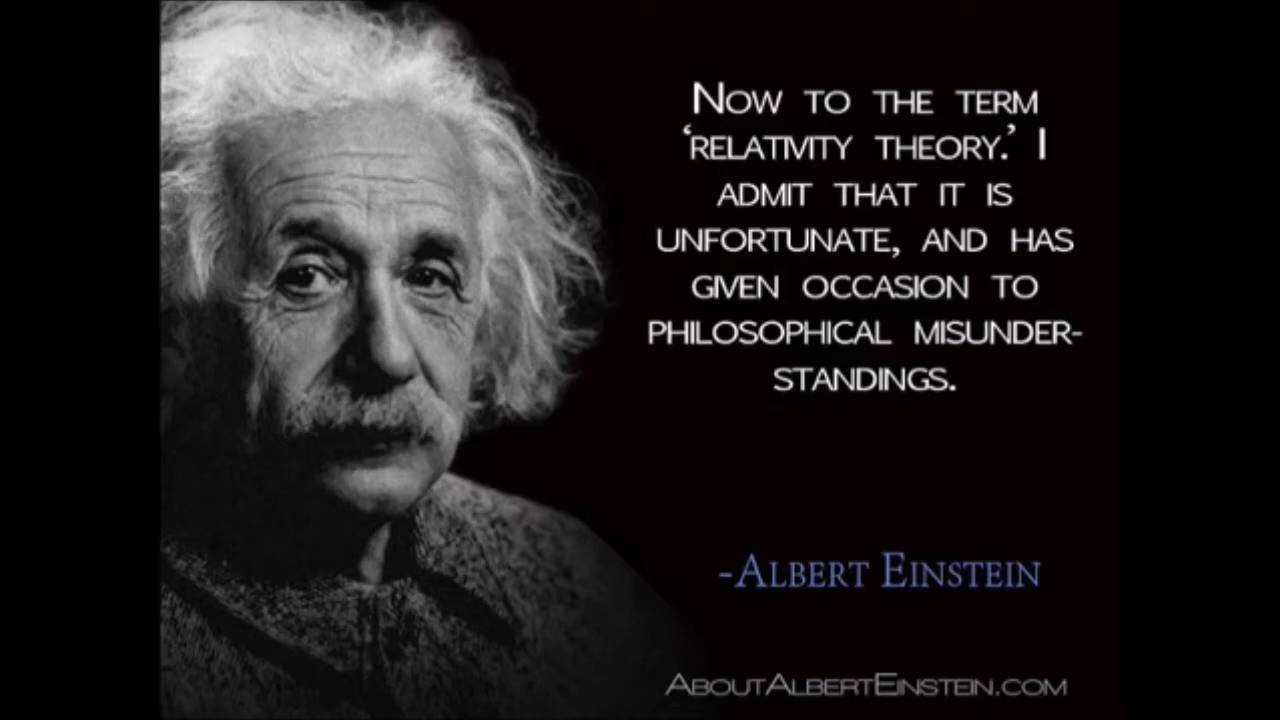 Now to the term
‘relativity theory.’ I
admit that it is
unfortunate, and has
given occasion to
philosophical misunder-
standings.
-Albert Einstein
AboutAlbertEinstein.com